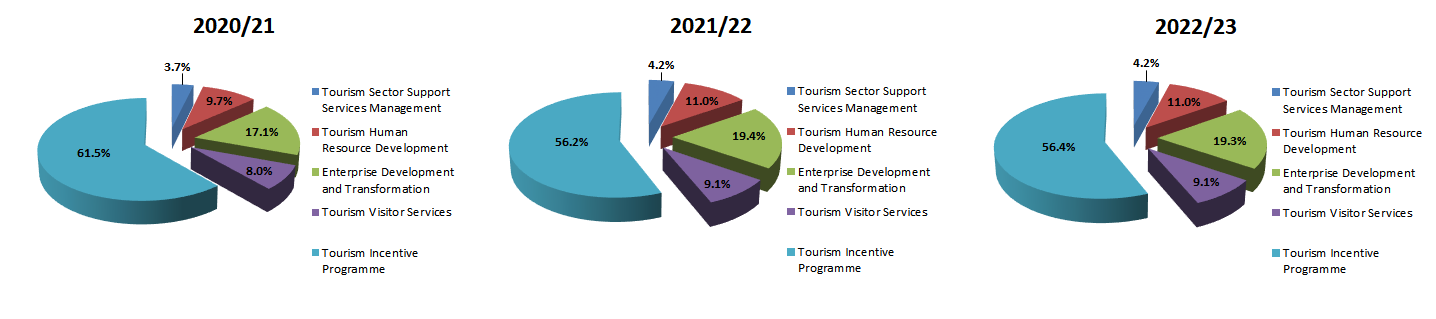 2020/21
3.7%
9.7%
17.1%
8.0%
61.5%
Tourism Sector Support
Services Management
Tourism Human
Resource Development
Enterprise Development
and Transformation
Tourism Visitor Services
Tourism Incentive
Programme
2021/22
4.2%
11.0%
19.4%
9.1%
56.2%
Tourism Sector Support
Services Management
Tourism Human Resource
Development
Enterprise Development
and Transformation
Tourism Visitor Services
Tourism Incentive
Programme
2022/23
4.2%
11.0%
19.3%
9.1%
56.4%
Tourism Sector Support
Services Management
Tourism Human Resource
Development
Enterprise Development
and Transformation
Tourism Visitor Services
Tourism Incentive
Programme